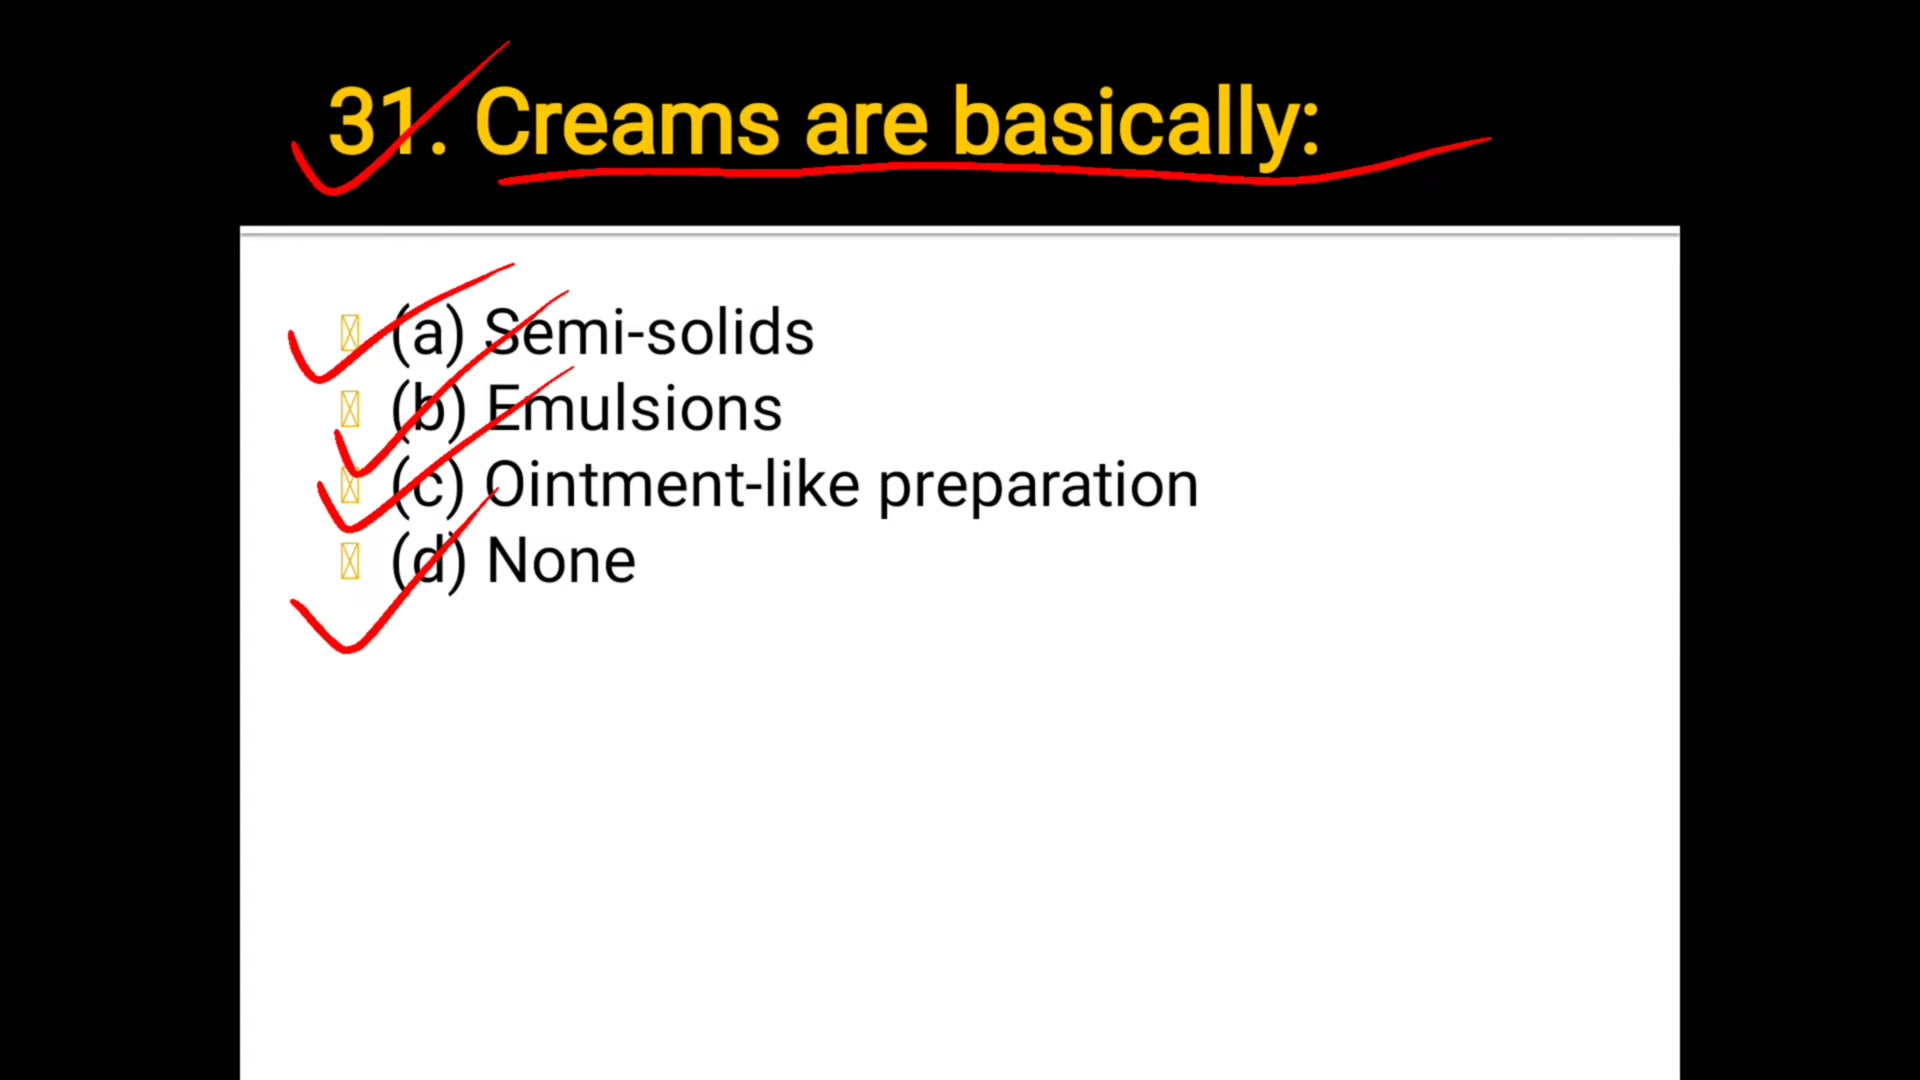 31. Creams are basically:
(a) Semi-solids
(b) Emulsions
(c) Ointment-like preparation
(d) None